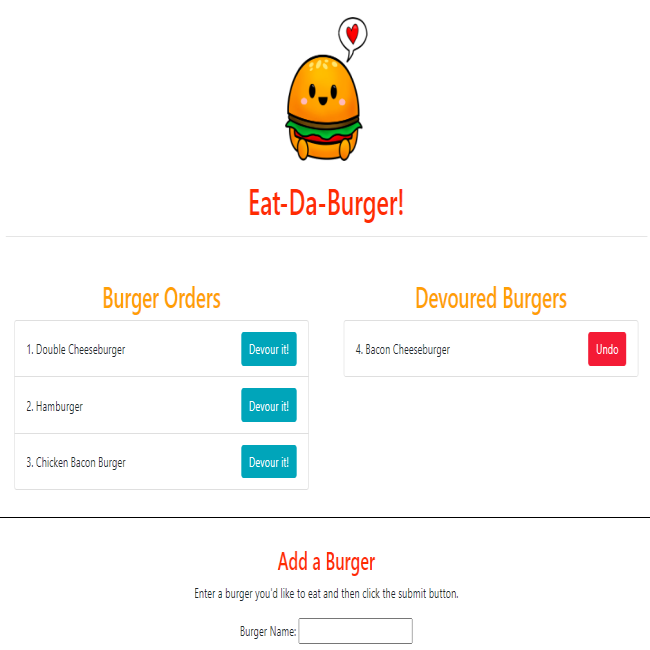 Eat-Da-Burger!
Burger Orders
1. Double Cheeseburger Devour it!
2. Hamburger Devour it!
3. Chicken Bacon Burger Devour it!
Devoured Burgers
4. Bacon Cheeseburger Undo
Add a Burger
Enter a burger you'd like to eat and then click the submit button.
Burger Name: